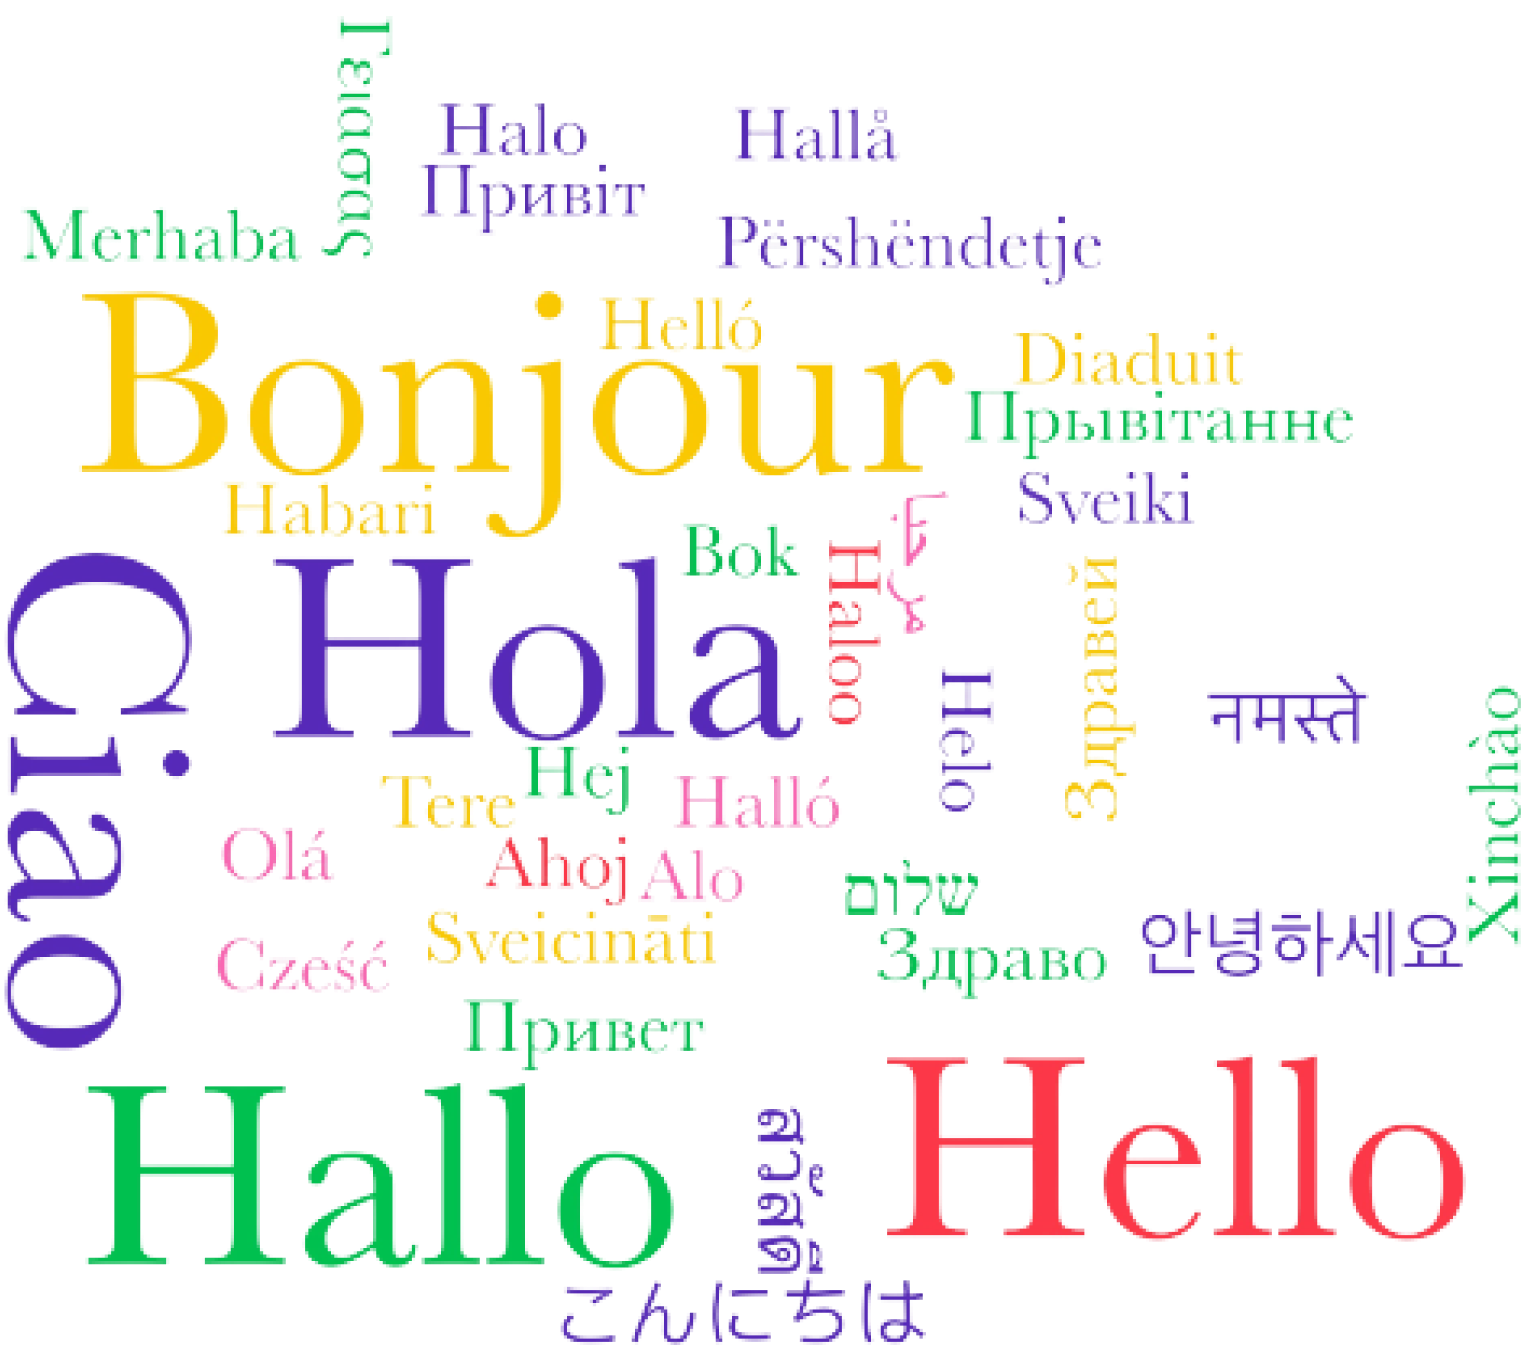 Γειασας
Halo
Hallå
Привіт
Merhaba
Përshëndetje
Bonjour
Helló
Diaduit
Прывітанне
Habari
Sveiki
Bok
مرحبا
Haloo
Ciao
Hola
Здравей
Helo
नमस्ते
Xinchào
Hej
Tere
Halló
Olá
Ahoj
Alo
שלום
Sveicināti
Здраво
안녕하세요
Cześć
Привет
Hallo
Hello
สวัสดี
こんにちは